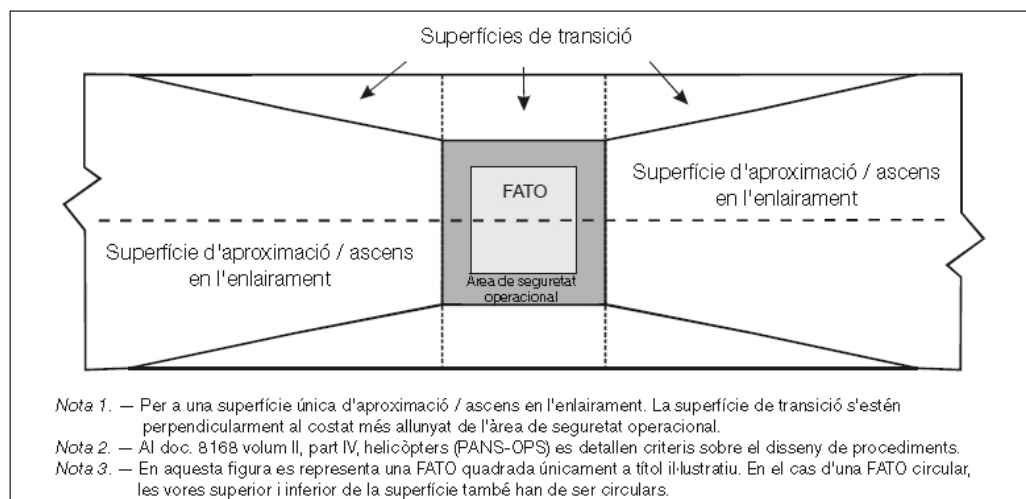 Superfícies de transició
Superfície d'aproximació / ascens
en l'enlairament
FATO
Superfície d'aproximació / ascens
en l'enlairament
Àrea de seguretat
operacional
Nota 1. — Per a una superfície única d'aproximació / ascens en l'enlairament. La superfície de transició s'estén
perpendicularment al costat més allunyat de l'àrea de seguretat operacional.
Nota 2. — Al doc. 8168 volum II, part IV, helicòpters (PANS-OPS) es detallen criteris sobre el disseny de procediments.
Nota 3. — En aquesta figura es representa una FATO quadrada únicament a títol il·lustratiu. En el cas d'una FATO circular,
les vores superior i inferior de la superfície també han de ser circulars.